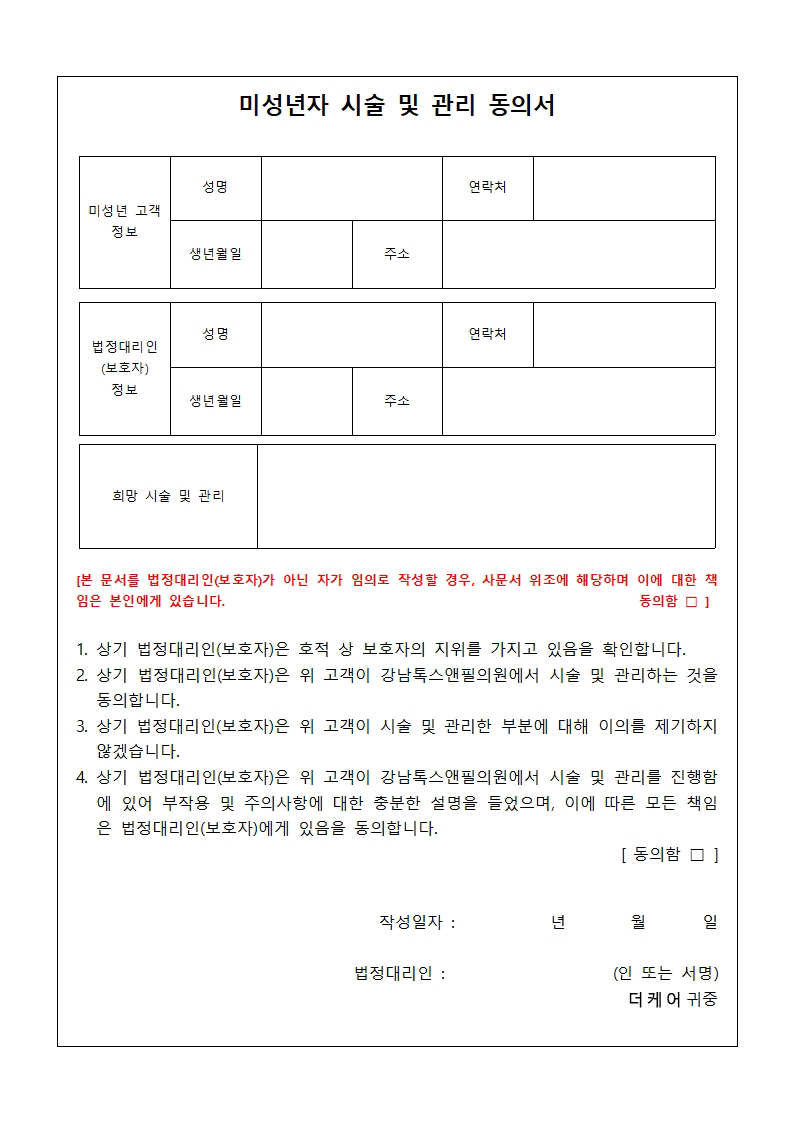 미성년자 시술 및 관리 동의서
미성년 고객
정보
성명
연락처
생년월일
주소
법정대리인
(보호자)
정보
성명
연락처
생년월일
주소
희망 시술 및 관리
[본 문서를 법정대리인(보호자)가 아닌 자가 임의로 작성할 경우, 사문서 위조에 해당하며 이에 대한 책
임은 본인에게 있습니다. 동의함 □ ]
1. 상기 법정대리인(보호자)은 호적 상 보호자의 지위를 가지고 있음을 확인합니다.
2. 상기 법정대리인(보호자)은 위 고객이 강남톡스앤필의원에서 시술 및 관리하는 것을
동의합니다.
3. 상기 법정대리인(보호자)은 위 고객이 시술 및 관리한 부분에 대해 이의를 제기하지
않겠습니다.
4. 상기 법정대리인(보호자)은 위 고객이 강남톡스앤필의원에서 시술 및 관리를 진행함
에 있어 부작용 및 주의사항에 대한 충분한 설명을 들었으며, 이에 따른 모든 책임
은 법정대리인(보호자)에게 있음을 동의합니다.
[ 동의함 □ ]
작성일자 : 년 월 일
법정대리인 : (인 또는 서명)
더케어 귀중